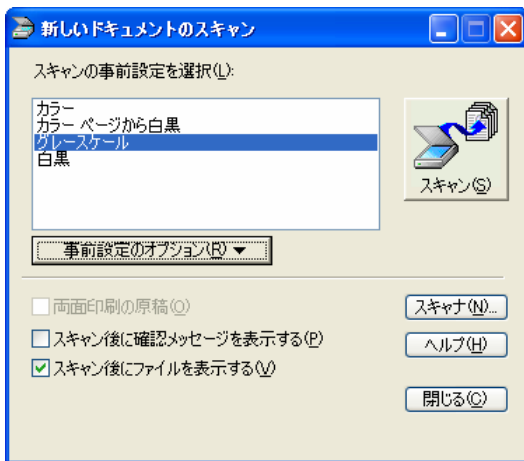 新しいドキュメントのスキャン
スキャンの事前設定を選択(L):
カラー
カラー ページから白黒
グレースケール
白黒
スキャン(S)
事前設定のオプション(R) ▼
両面印刷の原稿(O)
スキャナ(N)...
スキャン後に確認メッセージを表示する(P)
ヘルプ(H)
スキャン後にファイルを表示する(V)
閉じる(C)